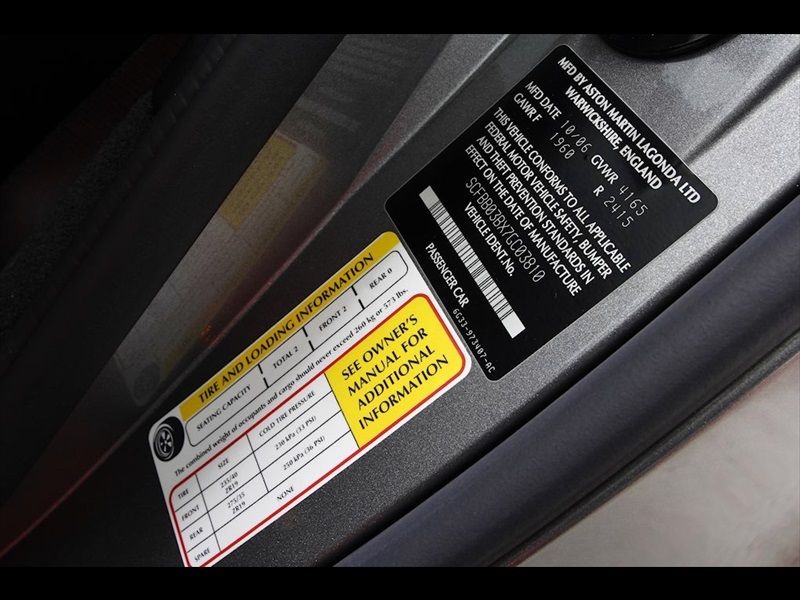 MFD BY ASTON MARTIN LAGONDA LTD
WARWICKSHIRE, ENGLAND
MFD DATE 10/06 GVWR 4165
GAWR F 1960 R 2415
THIS VEHICLE CONFORMS TO ALL APPLICABLE
FEDERAL MOTOR VEHICLE SAFETY, BUMPER
AND THEFT PREVENTION STANDARDS IN
EFFECT ON THE DATE OF MANUFACTURE
SCFBB03BX7GC03810
VEHICLE IDENT. No.
PASSENGER CAR
6G33-973407-AC
TIRE AND LOADING INFORMATION
SEATING CAPACITY TOTAL 2 FRONT 2 REAR 0
The combined weight of occupants and cargo should never exceed 260 kg or 573 lbs.
TIRE SIZE COLD TIRE PRESSURE
FRONT 235/40 ZR19 230 kPa (33 PSI)
REAR 275/35 ZR19 250 kPa (36 PSI)
SPARE NONE
SEE OWNER'S
MANUAL FOR
ADDITIONAL
INFORMATION